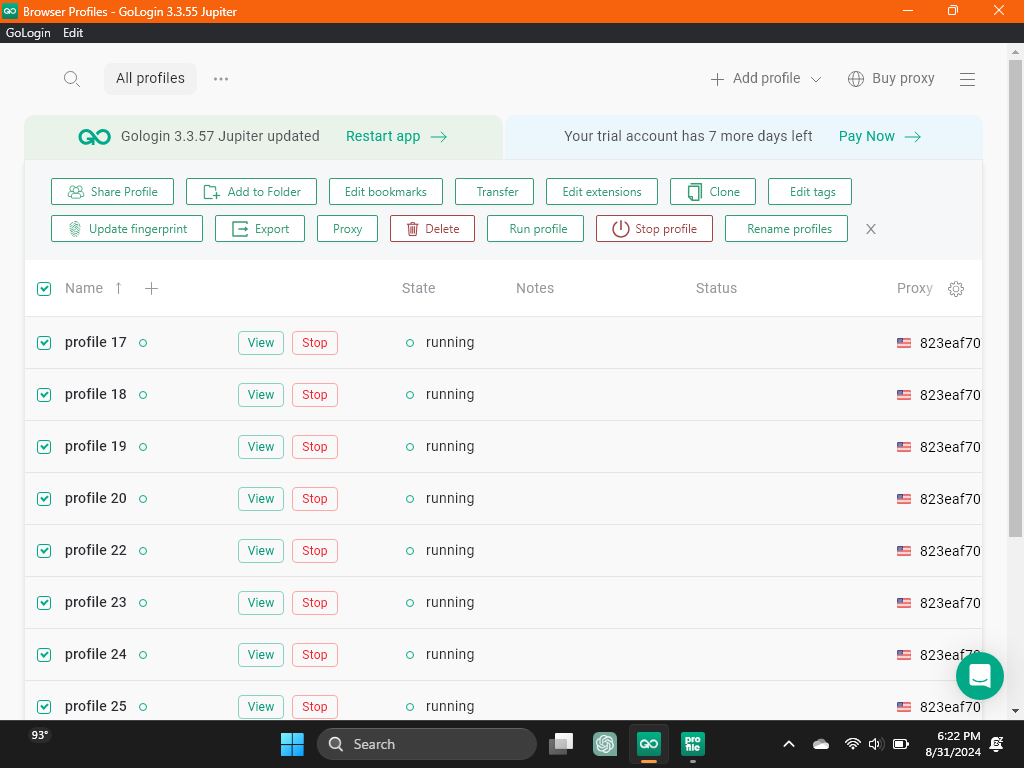 Browser Profiles - GoLogin 3.3.55 Jupiter
GoLogin Edit
All profiles ••• Add profile Buy proxy
Gologin 3.3.57 Jupiter updated Restart app → Your trial account has 7 more days left Pay Now →
Share Profile Add to Folder Edit bookmarks Transfer Edit extensions Clone Edit tags
Update fingerprint Export Proxy Delete Run profile Stop profile Rename profiles X
Name ↑ + State Notes Status Proxy
profile 17 View Stop running 823eaf70
profile 18 View Stop running 823eaf70
profile 19 View Stop running 823eaf70
profile 20 View Stop running 823eaf70
profile 22 View Stop running 823eaf70
profile 23 View Stop running 823eaf70
profile 24 View Stop running 823eaf70
profile 25 View Stop running 823eaf70
93° Search pro file 6:22 PM
8/31/2024